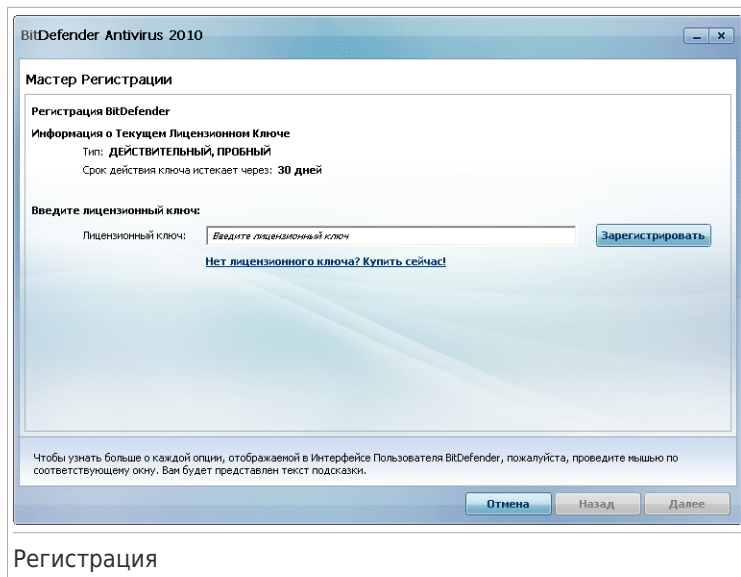 BitDefender Antivirus 2010
Мастер Регистрации
Регистрация BitDefender
Информация о Текущем Лицензионном Ключе
Тип: ДЕЙСТВИТЕЛЬНЫЙ, ПРОБНЫЙ
Срок действия ключа истекает через: 30 дней
Введите лицензионный ключ:
Лицензионный ключ: Введите лицензионный ключ Зарегистрировать
Нет лицензионного ключа? Купить сейчас!
Чтобы узнать больше о каждой опции, отображаемой в Интерфейсе Пользователя BitDefender, пожалуйста, проведите мышью по
соответствующему окну. Вам будет представлен текст подсказки.
Отмена Назад Далее
Регистрация